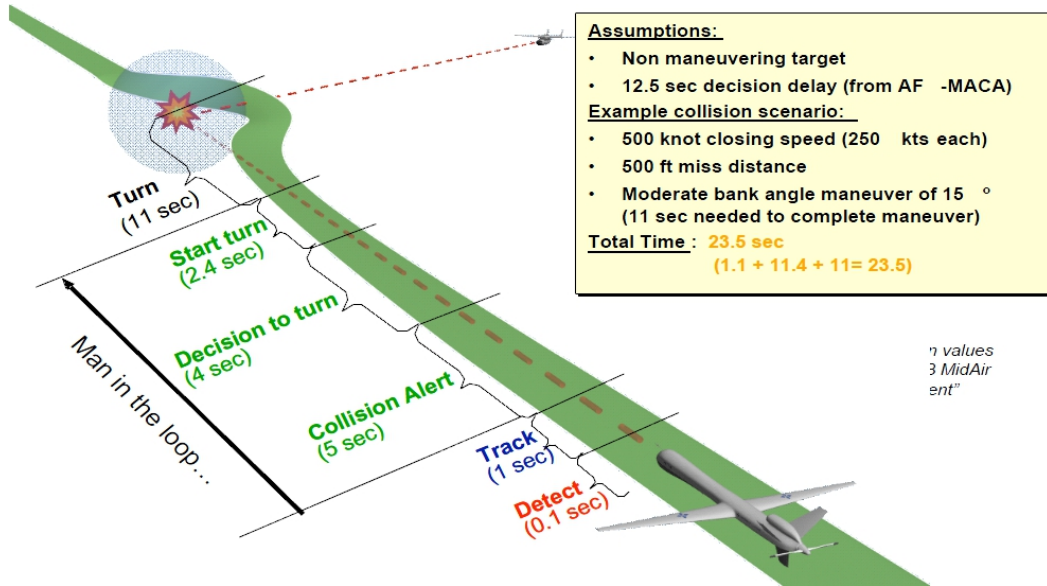 Assumptions:
• Non maneuvering target
• 12.5 sec decision delay (from AF -MACA)
Example collision scenario:
• 500 knot closing speed (250 kts each)
• 500 ft miss distance
• Moderate bank angle maneuver of 15 °
(11 sec needed to complete maneuver)
Total Time : 23.5 sec
(1.1 + 11.4 + 11= 23.5)
Turn
(11 sec)
Start turn
(2.4 sec)
Decision to turn
(4 sec)
Collision Alert
(5 sec)
Track
(1 sec)
Detect
(0.1 sec)
Man in the loop...
values
MidAir
ent”